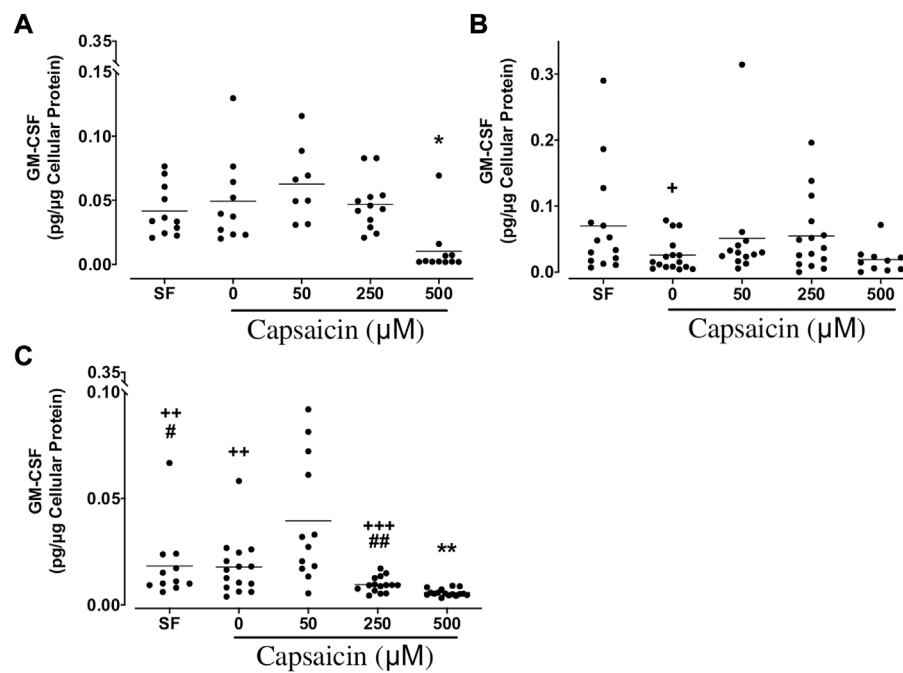 A
GM-CSF
(pg/µg Cellular Protein)
0.35
0.15
0.10
0.05
0.00
*
SF 0 50 250 500
Capsaicin (µM)
B
GM-CSF
(pg/µg Cellular Protein)
0.3
0.2
0.1
0.0
+
SF 0 50 250 500
Capsaicin (µM)
C
GM-CSF
(pg/µg Cellular Protein)
0.35
0.10
0.05
0.00
++
#
++
+++
##
**
SF 0 50 250 500
Capsaicin (µM)